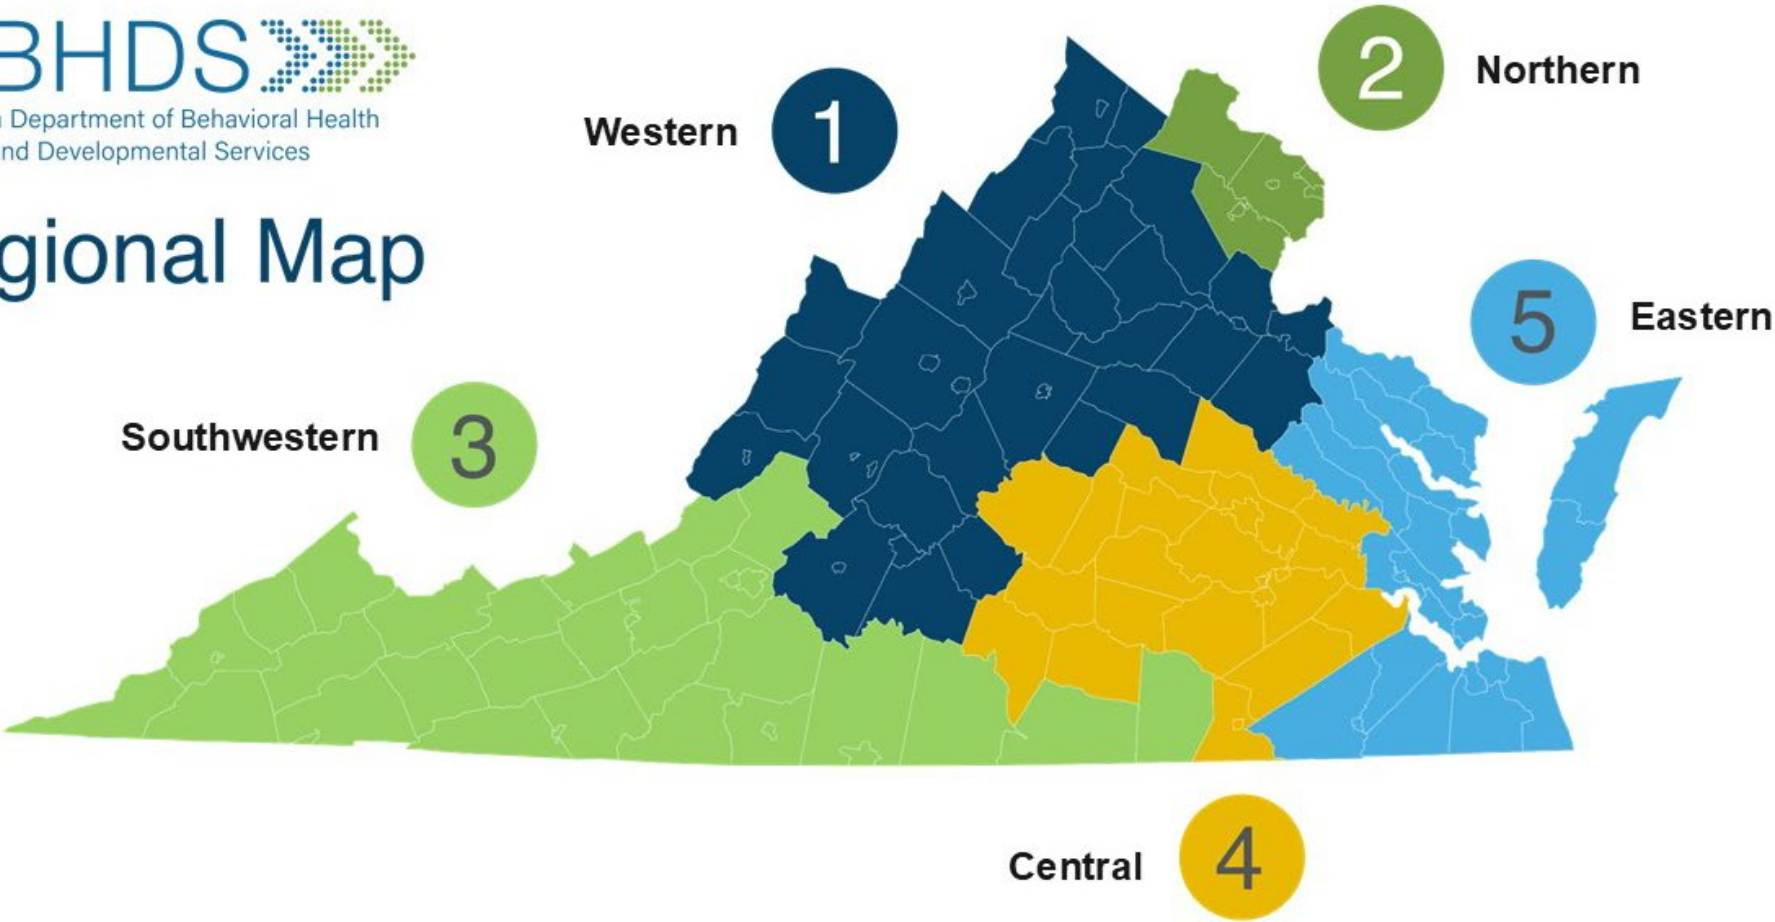 BHDS
Department of Behavioral Health
nd Developmental Services
gional Map
Western 1
2 Northern
5 Eastern
Southwestern 3
Central 4